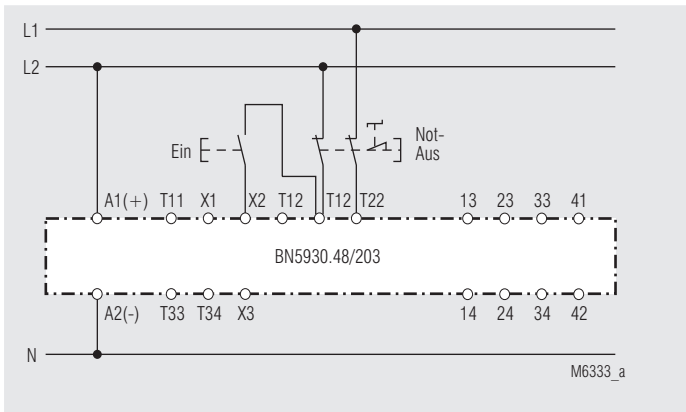 L1
L2
Ein
Not-
Aus
A1(+) T11 X1 X2 T12 T12 T22 13 23 33 41
BN5930.48/203
A2(-) T33 T34 X3 14 24 34 42
N
M6333_a